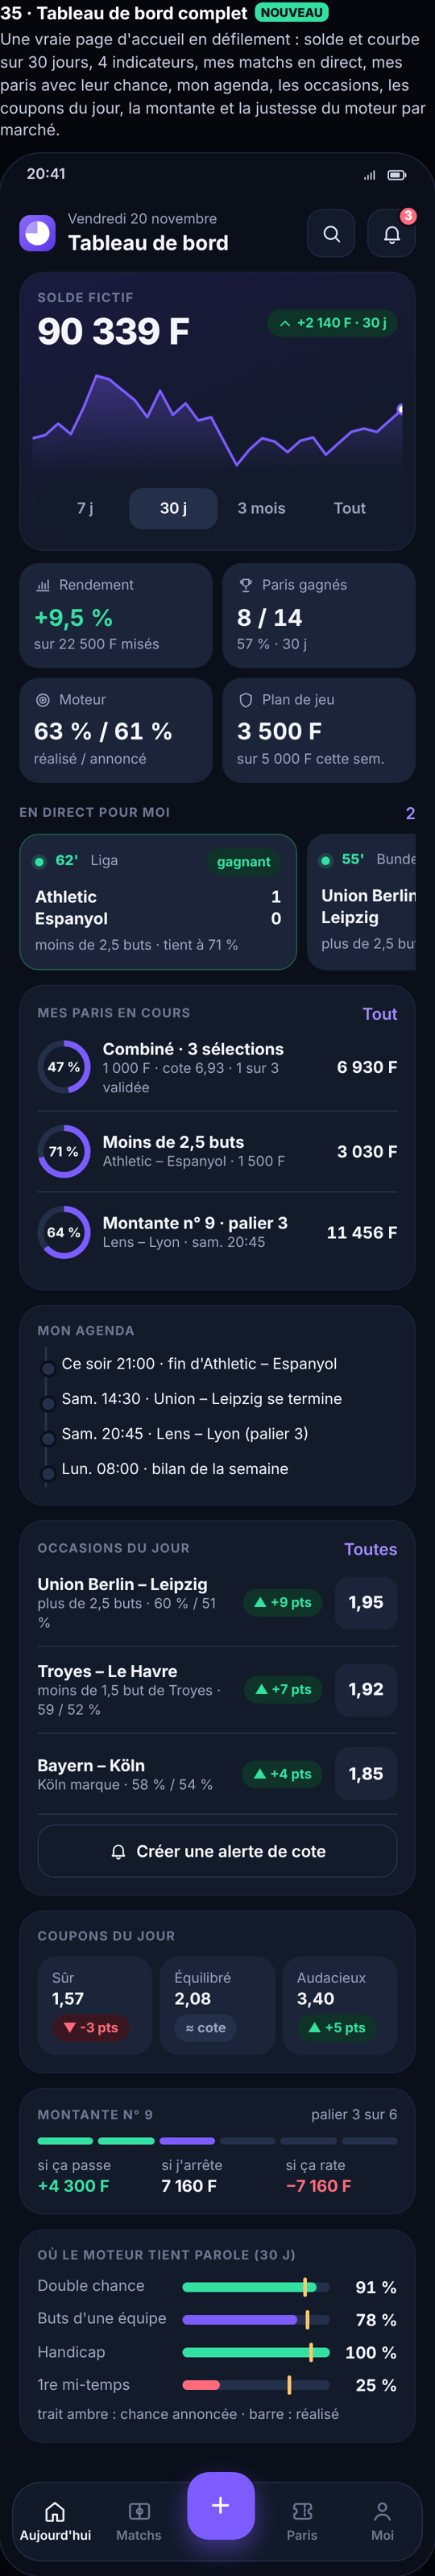 35 · Tableau de bord complet NOUVEAU
Une vraie page d'accueil en défilement : solde et courbe
sur 30 jours, 4 indicateurs, mes matchs en direct, mes
paris avec leur chance, mon agenda, les occasions, les
coupons du jour, la montante et la justesse du moteur par
marché.
20:41
Vendredi 20 novembre
Tableau de bord
3
SOLDE FICTIF
90 339 F
+2 140 F · 30 j
7 j 30 j 3 mois Tout
Rendement
+9,5 %
sur 22 500 F misés
Paris gagnés
8 / 14
57 % · 30 j
Moteur
63 % / 61 %
réalisé / annoncé
Plan de jeu
3 500 F
sur 5 000 F cette sem.
EN DIRECT POUR MOI 2
62' Liga gagnant
Athletic 1
Espanyol 0
moins de 2,5 buts · tient à 71 %
55' Bunde
Union Berlin
Leipzig
plus de 2,5 bu
MES PARIS EN COURS Tout
47 %
Combiné · 3 sélections
1 000 F · cote 6,93 · 1 sur 3
validée
6 930 F
71 %
Moins de 2,5 buts
Athletic – Espanyol · 1 500 F
3 030 F
64 %
Montante n° 9 · palier 3
Lens – Lyon · sam. 20:45
11 456 F
MON AGENDA
Ce soir 21:00 · fin d'Athletic – Espanyol
Sam. 14:30 · Union – Leipzig se termine
Sam. 20:45 · Lens – Lyon (palier 3)
Lun. 08:00 · bilan de la semaine
OCCASIONS DU JOUR Toutes
Union Berlin – Leipzig
plus de 2,5 buts · 60 % / 51
%
▲ +9 pts 1,95
Troyes – Le Havre
moins de 1,5 but de Troyes ·
59 / 52 %
▲ +7 pts 1,92
Bayern – Köln
Köln marque · 58 % / 54 %
▲ +4 pts 1,85
Créer une alerte de cote
COUPONS DU JOUR
Sûr
1,57
▼ -3 pts
Équilibré
2,08
≈ cote
Audacieux
3,40
▲ +5 pts
MONTANTE N° 9 palier 3 sur 6
si ça passe
+4 300 F
si j'arrête
7 160 F
si ça rate
−7 160 F
OÙ LE MOTEUR TIENT PAROLE (30 J)
Double chance 91 %
Buts d'une équipe 78 %
Handicap 100 %
1re mi-temps 25 %
trait ambre : chance annoncée · barre : réalisé
Aujourd'hui Matchs + Paris Moi